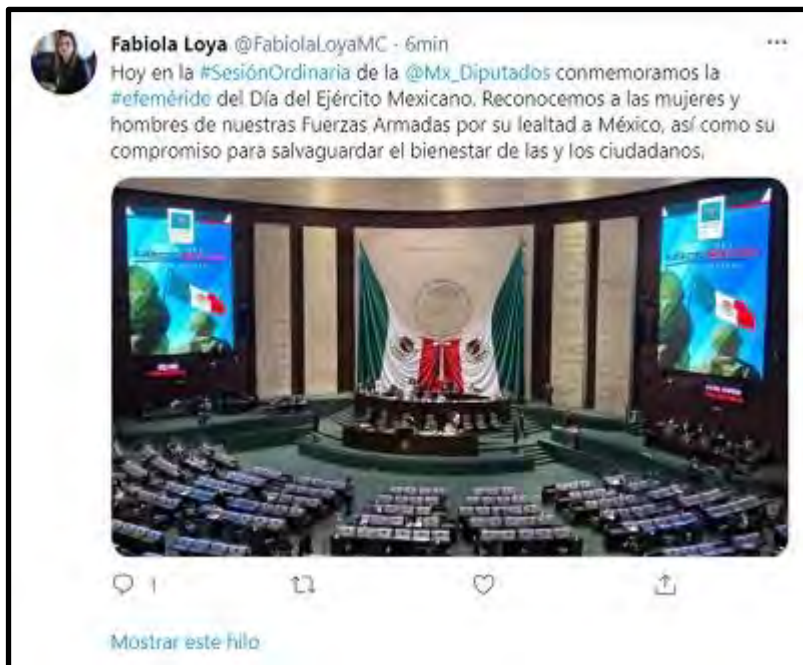 Fabiola Loya @FabiolaLoyaMC · 6min
Hoy en la #SesiónOrdinaria de la @Mx_Diputados conmemoramos la
#efeméride del Día del Ejército Mexicano. Reconocemos a las mujeres y
hombres de nuestras Fuerzas Armadas por su lealtad a México, así como su
compromiso para salvaguardar el bienestar de las y los ciudadanos.
1
Mostrar este hilo